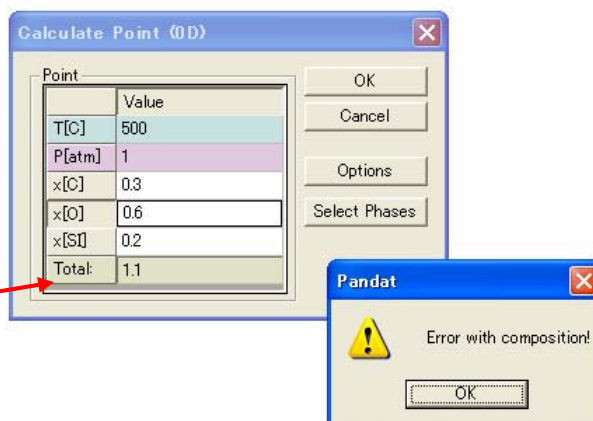 Calculate Point (0D)
Point
Value
T[C] 500
P[atm] 1
x[C] 0.3
x[O] 0.6
x[SI] 0.2
Total: 1.1
OK
Cancel
Options
Select Phases
Pandat
Error with composition!
OK